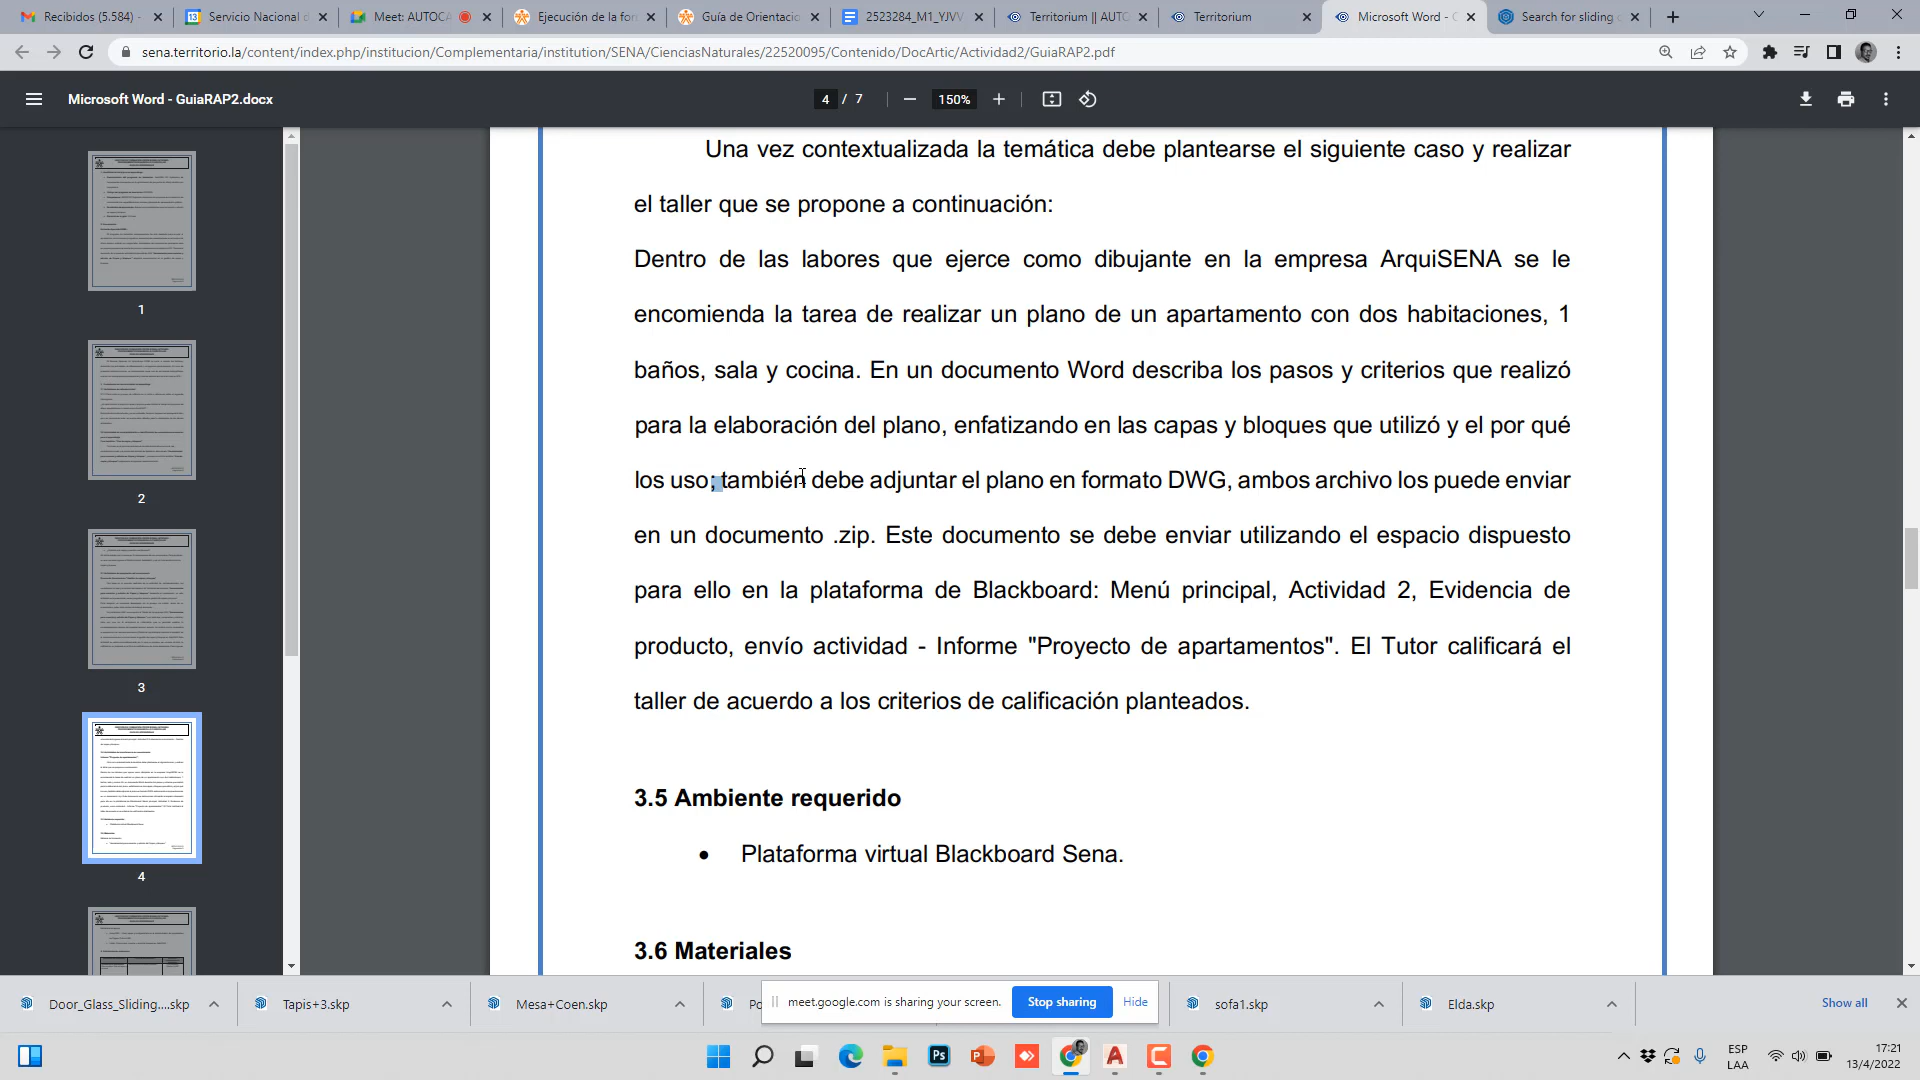 Recibidos (5.584) -
Servicio Nacional d
Meet: AUTOCA
Ejecución de la for
Guía de Orientacio
2523284_M1_YJVV
Territorium || AUTO
Territorium
Microsoft Word - G
Search for sliding
sena.territorio.la/content/index.php/institucion/Complementaria/institution/SENA/CienciasNaturales/22520095/Contenido/DocArtic/Actividad2/GuiaRAP2.pdf
Microsoft Word - GuiaRAP2.docx
4 / 7
150%
1
2
3
4
Una vez contextualizada la temática debe plantearse el siguiente caso y realizar
el taller que se propone a continuación:
Dentro de las labores que ejerce como dibujante en la empresa ArquiSENA se le
encomienda la tarea de realizar un plano de un apartamento con dos habitaciones, 1
baños, sala y cocina. En un documento Word describa los pasos y criterios que realizó
para la elaboración del plano, enfatizando en las capas y bloques que utilizó y el por qué
los uso; también debe adjuntar el plano en formato DWG, ambos archivo los puede enviar
en un documento .zip. Este documento se debe enviar utilizando el espacio dispuesto
para ello en la plataforma de Blackboard: Menú principal, Actividad 2, Evidencia de
producto, envío actividad - Informe "Proyecto de apartamentos". El Tutor calificará el
taller de acuerdo a los criterios de calificación planteados.
3.5 Ambiente requerido
• Plataforma virtual Blackboard Sena.
3.6 Materiales
Door_Glass_Sliding....skp
Tapis+3.skp
Mesa+Coen.skp
Po
meet.google.com is sharing your screen.
Stop sharing
Hide
sofa1.skp
Elda.skp
Show all
ESP
LAA
17:21
13/4/2022